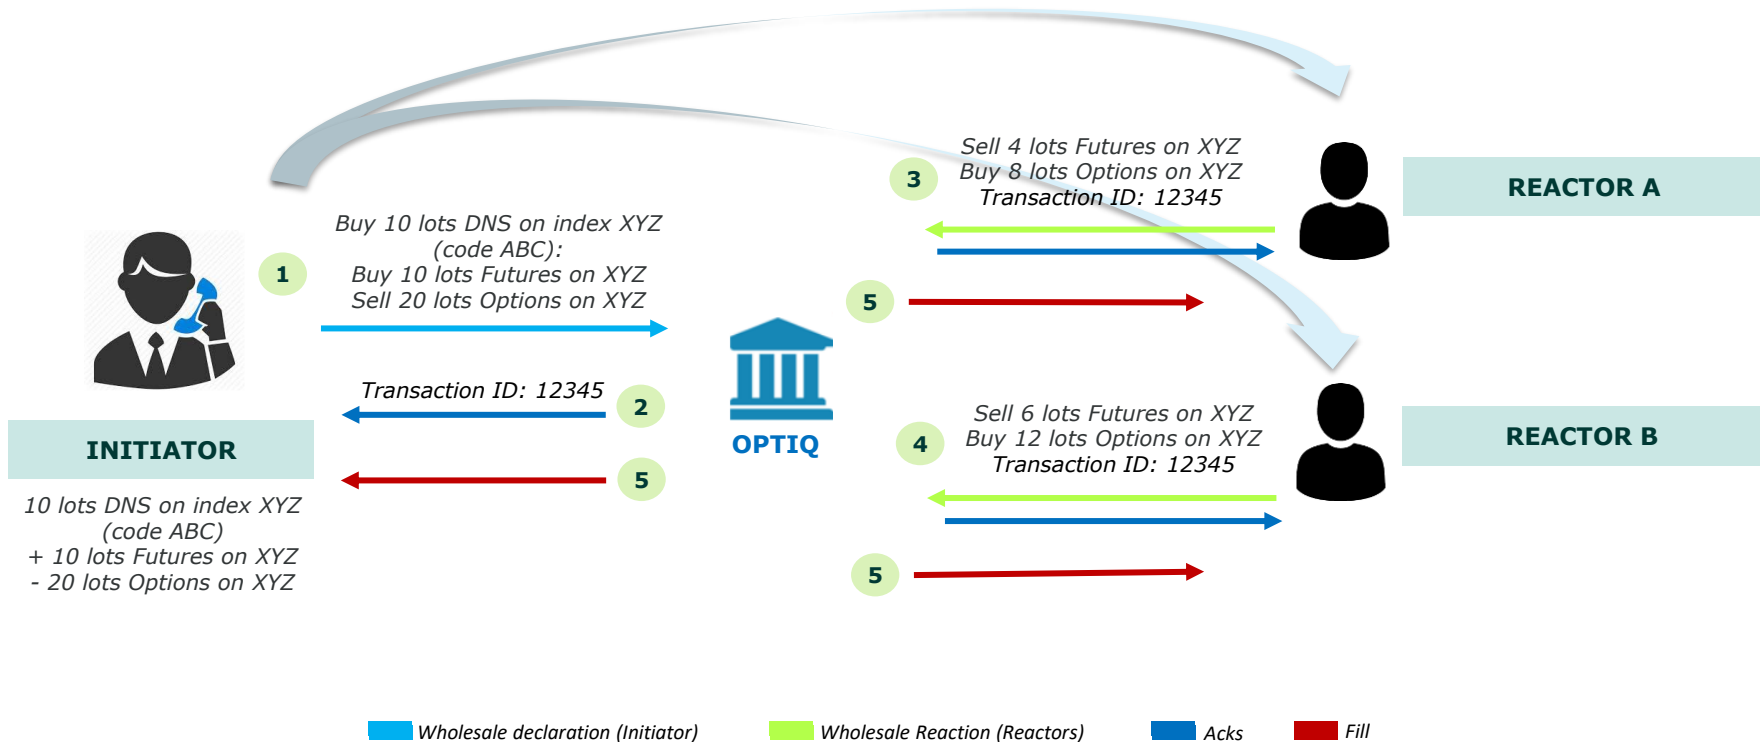 Sell 4 lots Futures on XYZ
Buy 8 lots Options on XYZ
Transaction ID: 12345
3
REACTOR A
Buy 10 lots DNS on index XYZ
(code ABC):
Buy 10 lots Futures on XYZ
Sell 20 lots Options on XYZ
1
5
Transaction ID: 12345
2
OPTIQ
Sell 6 lots Futures on XYZ
Buy 12 lots Options on XYZ
Transaction ID: 12345
4
REACTOR B
INITIATOR
5
10 lots DNS on index XYZ
(code ABC)
+ 10 lots Futures on XYZ
- 20 lots Options on XYZ
5
Wholesale declaration (Initiator)
Wholesale Reaction (Reactors)
Acks
Fill